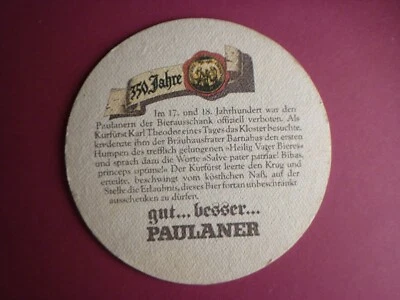 350 Jahre
Im 17. und 18. Jahrhundert war den
Paulanern der Bierausschank offiziell verboten. Als
Kurfürst Karl Theodor eines Tages das Kloster besuchte,
kredenzte ihm der Bräuhausfrater Barnabas den ersten
Humpen des trefflich gelungenen »Heilig Vater Bieres«
und sprach dazu die Worte »Salve pater patriae! Bibas,
princeps optime!« Der Kurfürst leerte den Krug und
erteilte, beschwingt vom köstlichen Naß, auf der
Stelle die Erlaubnis, dieses Bier fortan unbeschränkt
ausschenken zu dürfen.
gut... besser...
PAULANER